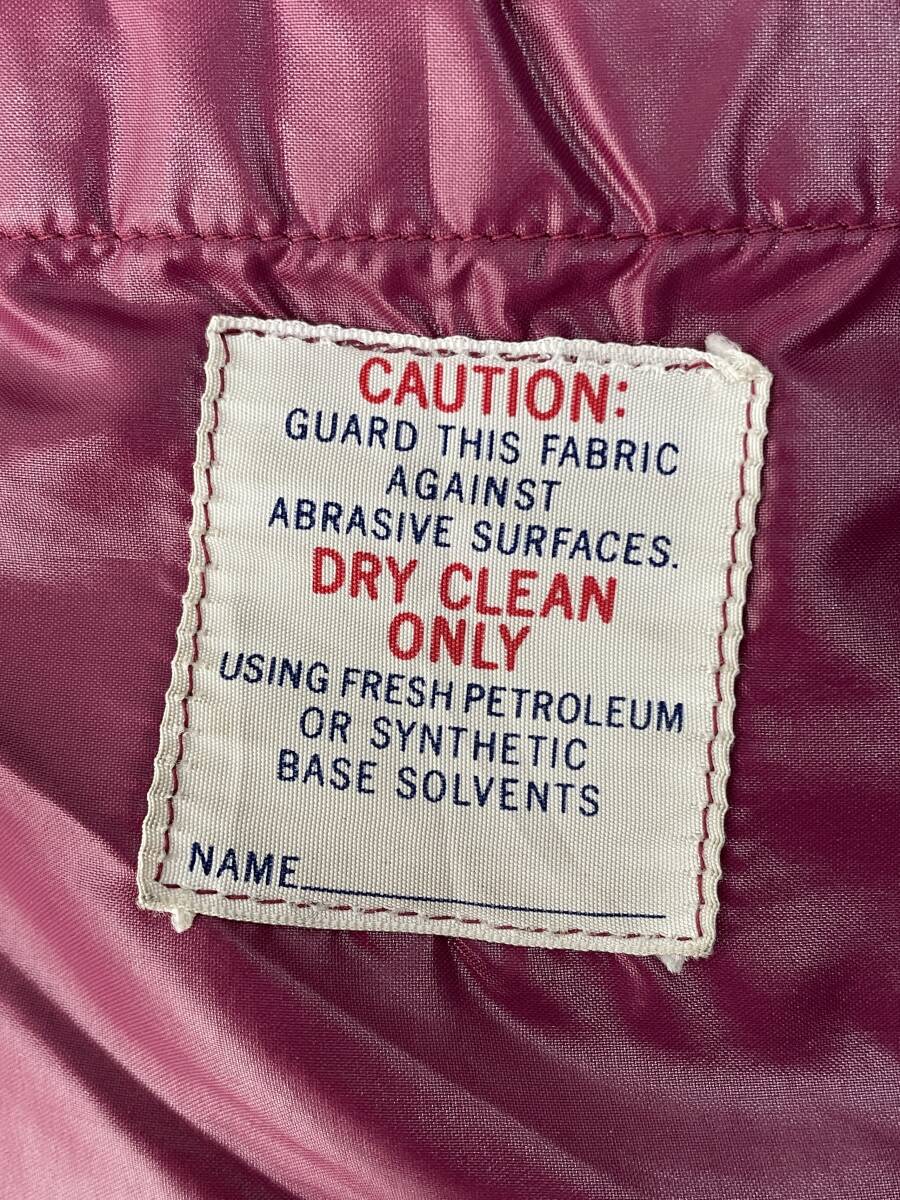 CAUTION:
GUARD THIS FABRIC
AGAINST
ABRASIVE SURFACES.
DRY CLEAN
ONLY
USING FRESH PETROLEUM
OR SYNTHETIC
BASE SOLVENTS
NAME